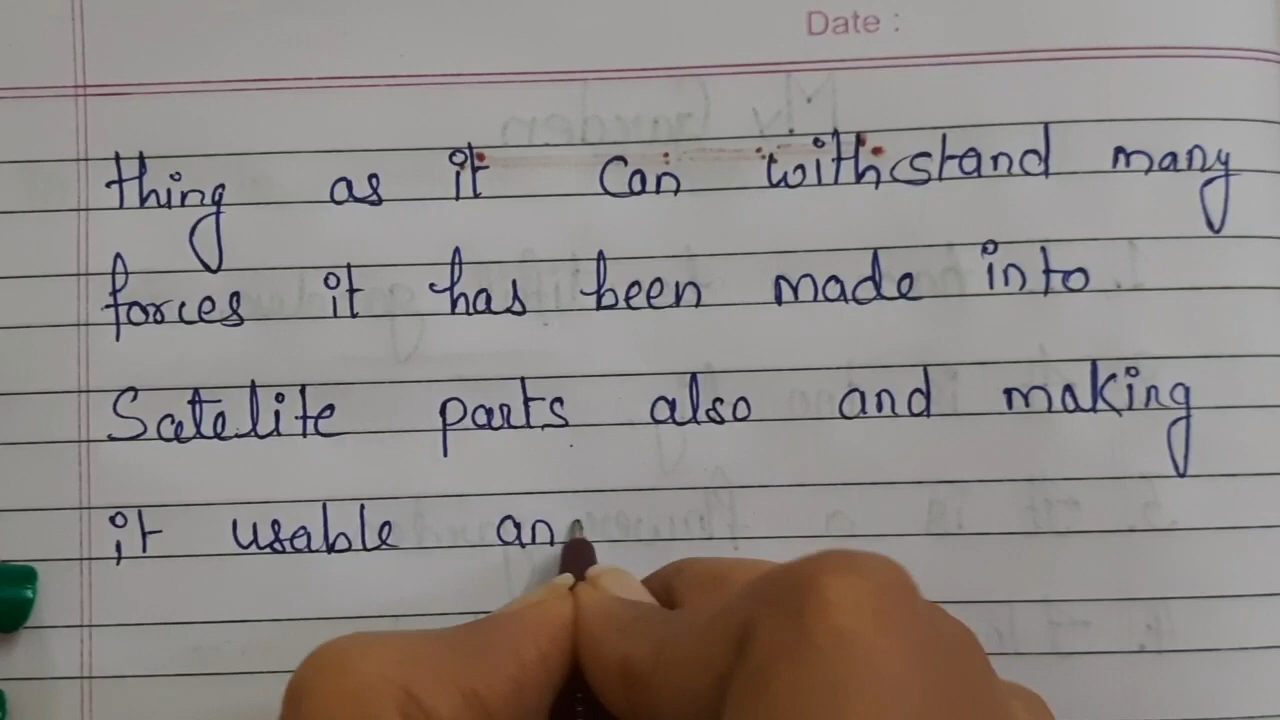 Date :
thing as it can withstand many
forces it has been made into
Satelite parts also and making
it usable an